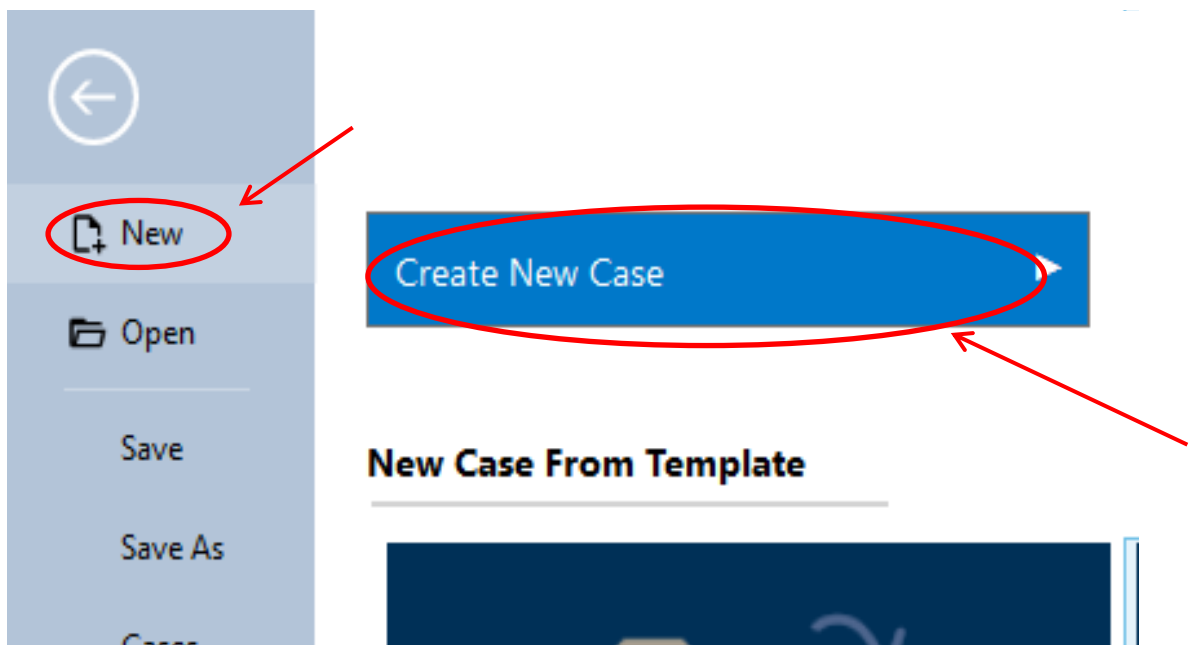 New
Create New Case
Open
Save
New Case From Template
Save As